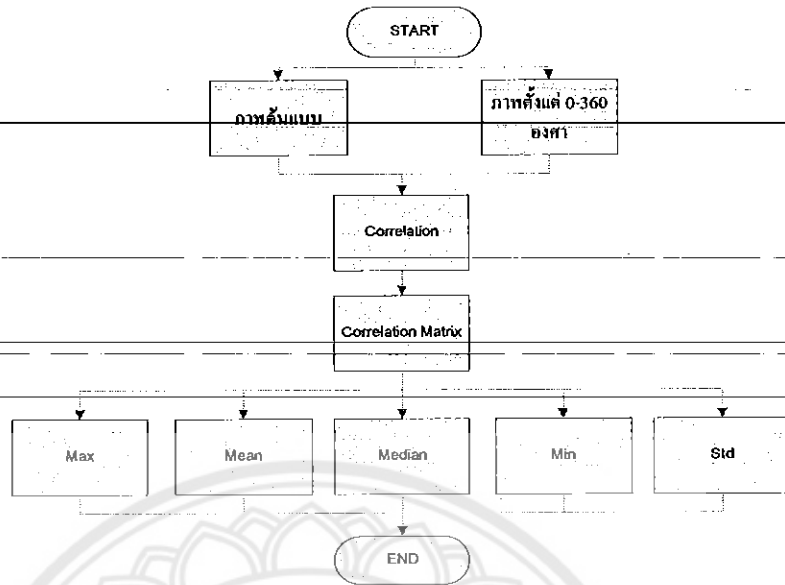 START
ภาพต้นแบบ
ภาพตั้งแต่ 0-360
องศา
Correlation
Correlation Matrix
Max
Mean
Median
Min
Std
END